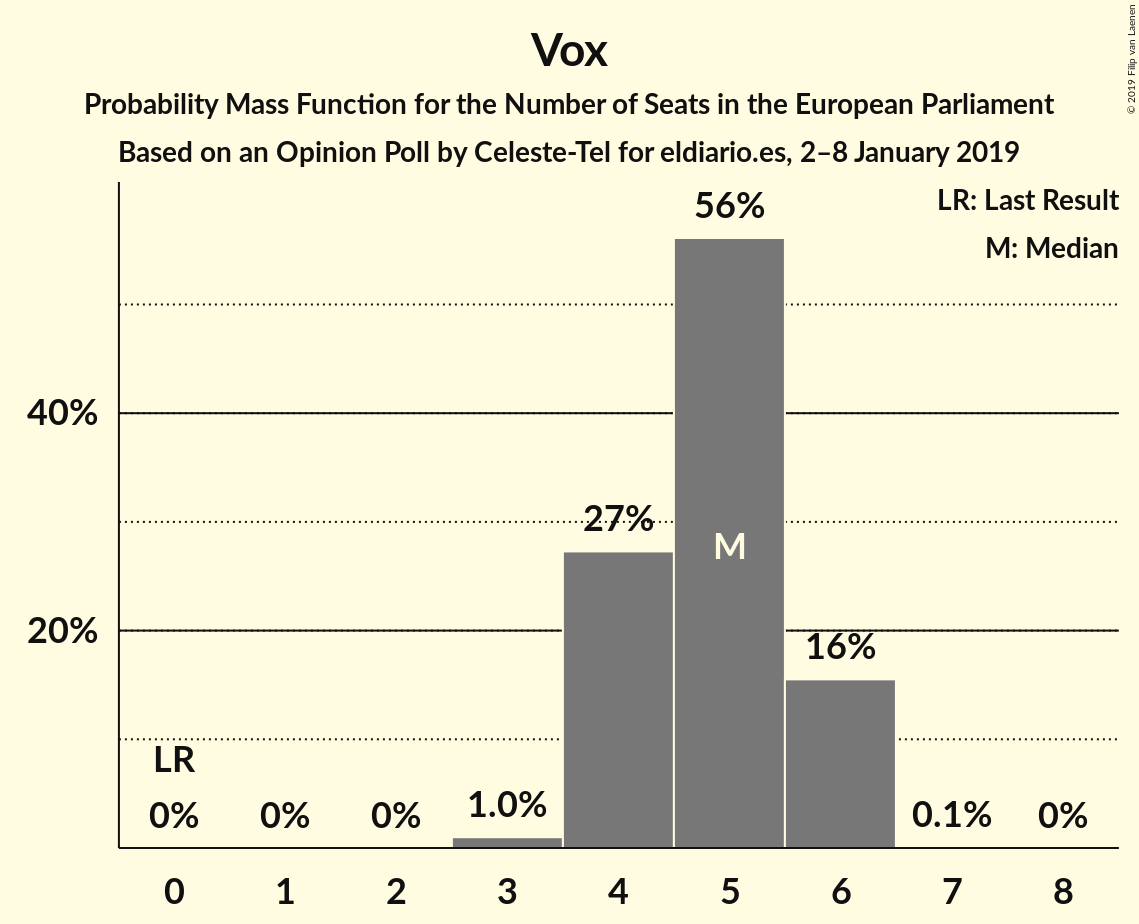 Vox
Probability Mass Function for the Number of Seats in the European Parliament
Based on an Opinion Poll by Celeste-Tel for eldiario.es, 2–8 January 2019
© 2019 Filip van Laenen
LR: Last Result
M: Median
56%
40%
27%
M
20%
16%
LR
0% 0% 0% 1.0% 0.1% 0%
0 1 2 3 4 5 6 7 8